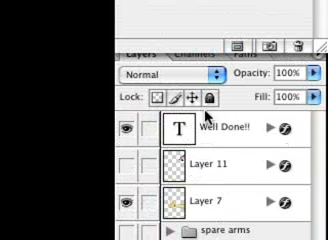 Layers Channels Paths
Normal Opacity: 100%
Lock: Fill: 100%
T Well Done!!
Layer 11
Layer 7
spare arms